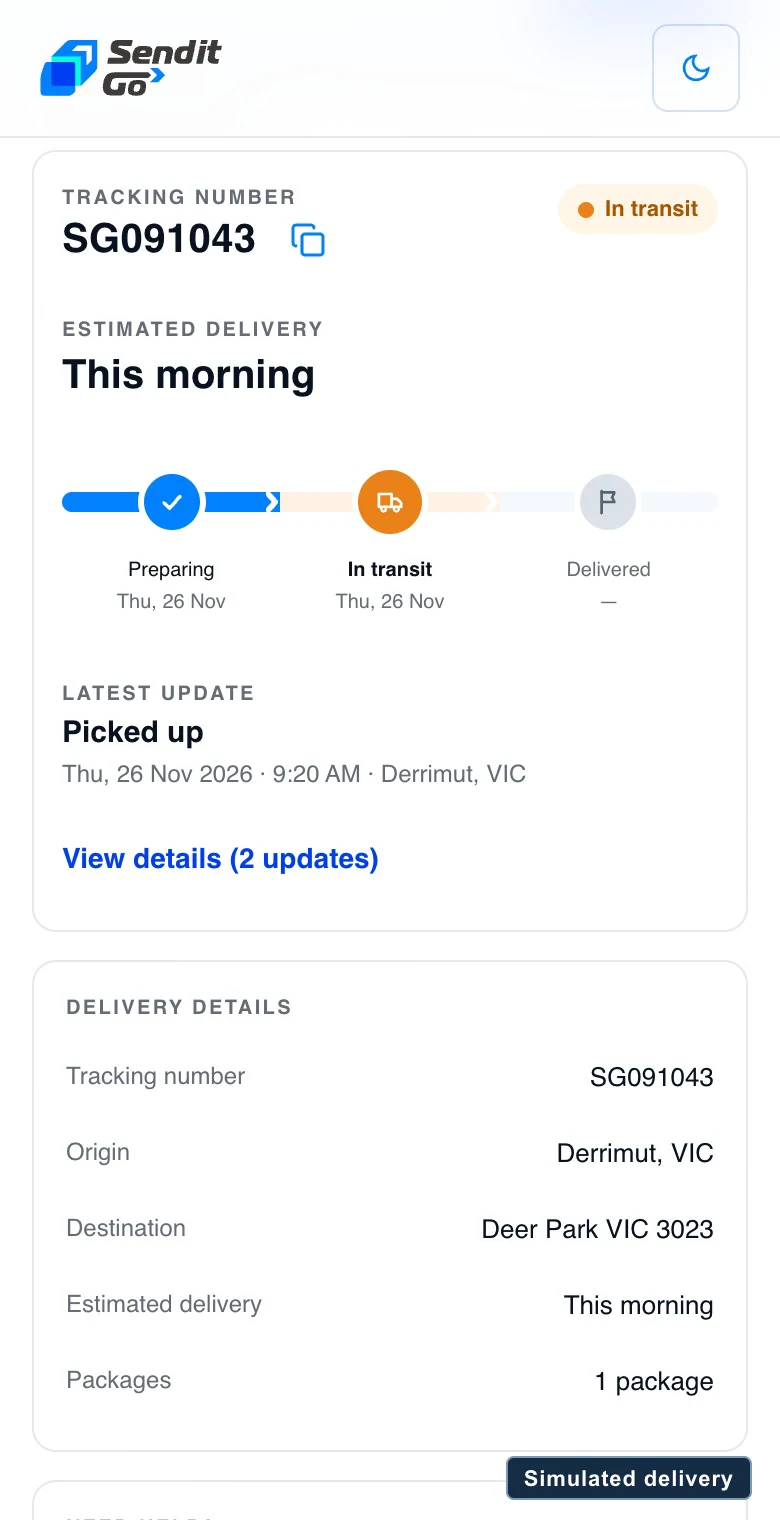 Sendit
Go
TRACKING NUMBER
In transit
SG091043
ESTIMATED DELIVERY
This morning
Preparing
In transit
Delivered
Thu, 26 Nov
Thu, 26 Nov
—
LATEST UPDATE
Picked up
Thu, 26 Nov 2026 · 9:20 AM · Derrimut, VIC
View details (2 updates)
DELIVERY DETAILS
Tracking number SG091043
Origin Derrimut, VIC
Destination Deer Park VIC 3023
Estimated delivery This morning
Packages 1 package
Simulated delivery